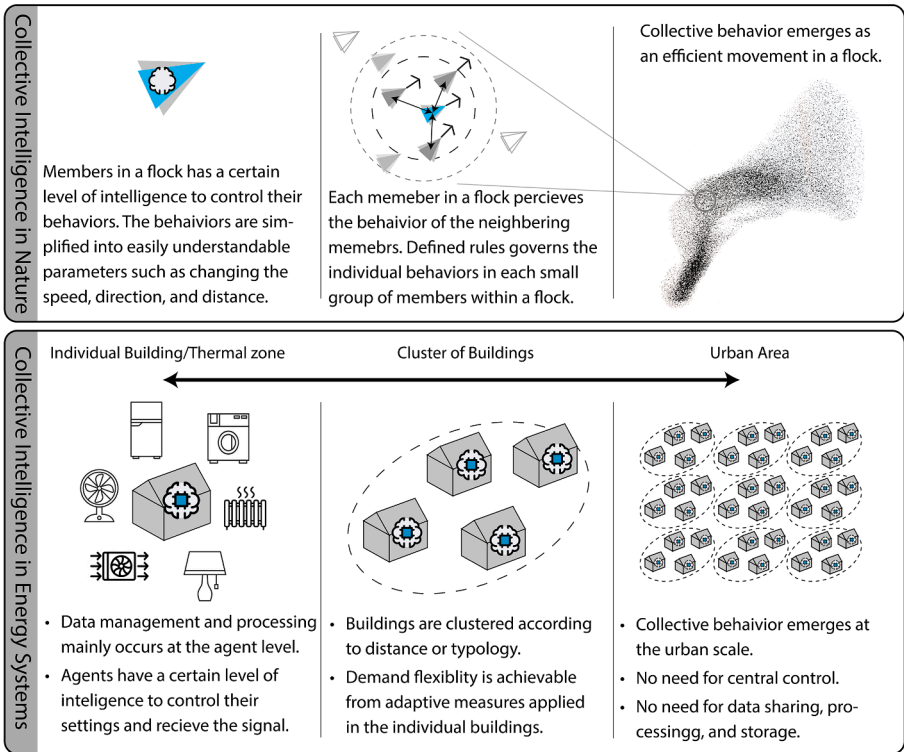 Collective Intelligence in Nature
Members in a flock has a certain
level of intelligence to control their
behaviors. The behaiviors are sim-
plified into easily understandable
parameters such as changing the
speed, direction, and distance.
Each memeber in a flock percieves
the behaivior of the neighbering
memebrs. Defined rules governs the
individual behaviors in each small
group of members within a flock.
Collective behavior emerges as
an efficient movement in a flock.
Collective Intelligence in Energy Systems
Individual Building/Thermal zone
Cluster of Buildings
Urban Area
• Data management and processing
mainly occurs at the agent level.
• Agents have a certain level of
inteligence to control their
settings and recieve the signal.
• Buildings are clustered according
to distance or typology.
• Demand flexiblity is achievable
from adaptive measures applied
in the individual buildings.
• Collective behaivior emerges at
the urban scale.
• No need for central control.
• No need for data sharing, pro-
cessingg, and storage.